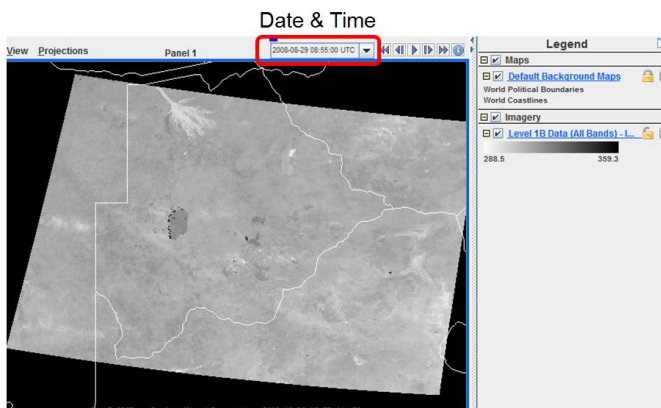 Date & Time
View Projections Panel 1 2008-08-29 08:55:00 UTC
Legend
Maps
Default Background Maps
World Political Boundaries
World Coastlines
Imagery
Level 1B Data (All Bands) - I...
288.5 359.3